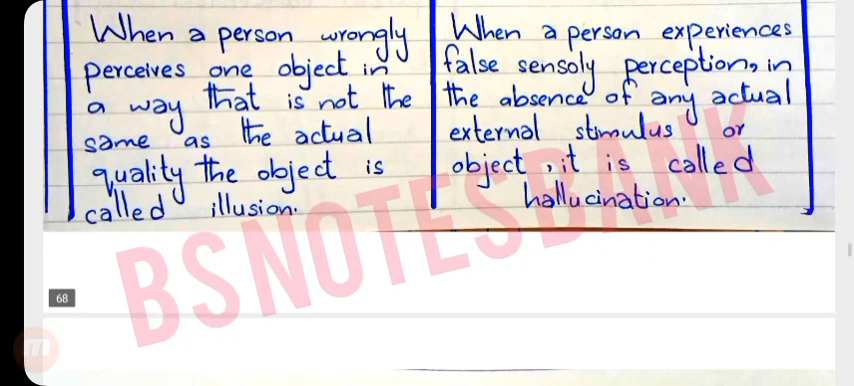 When a person wrongly
perceives one object in
a way that is not the
same as the actual
quality the object is
called illusion.
When a person experiences
false sensoly perception, in
the absence of any actual
external stimulus or
object, it is called
hallucination.
BSNOTESBANK
68